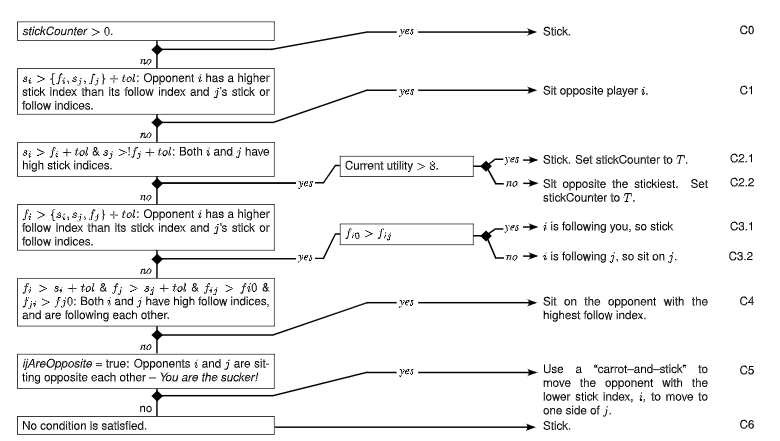 stickCounter > 0.
yes
Stick.
C0
no
s_i > {f_i, s_j, f_j} + tol: Opponent i has a higher
stick index than its follow index and j's stick or
follow indices.
yes
Sit opposite player i.
C1
no
s_i > f_i + tol & s_j >!f_j + tol: Both i and j have
high stick indices.
yes
Current utility > 8.
yes
Stick. Set stickCounter to T.
C2.1
no
Sit opposite the stickiest. Set
stickCounter to T.
C2.2
no
f_i > {s_i, s_j, f_j} + tol: Opponent i has a higher
follow index than its stick index and j's stick or
follow indices.
yes
f_i0 > f_ij
yes
i is following you, so stick
C3.1
no
i is following j, so sit on j.
C3.2
no
f_i > s_i + tol & f_j > s_j + tol & f_ij > fi0 &
f_ji > fj0: Both i and j have high follow indices,
and are following each other.
yes
Sit on the opponent with the
highest follow index.
C4
no
ijAreOpposite = true: Opponents i and j are sit-
ting opposite each other – You are the sucker!
yes
Use a "carrot–and–stick" to
move the opponent with the
lower stick index, i, to move to
one side of j.
C5
no
No condition is satisfied.
Stick.
C6